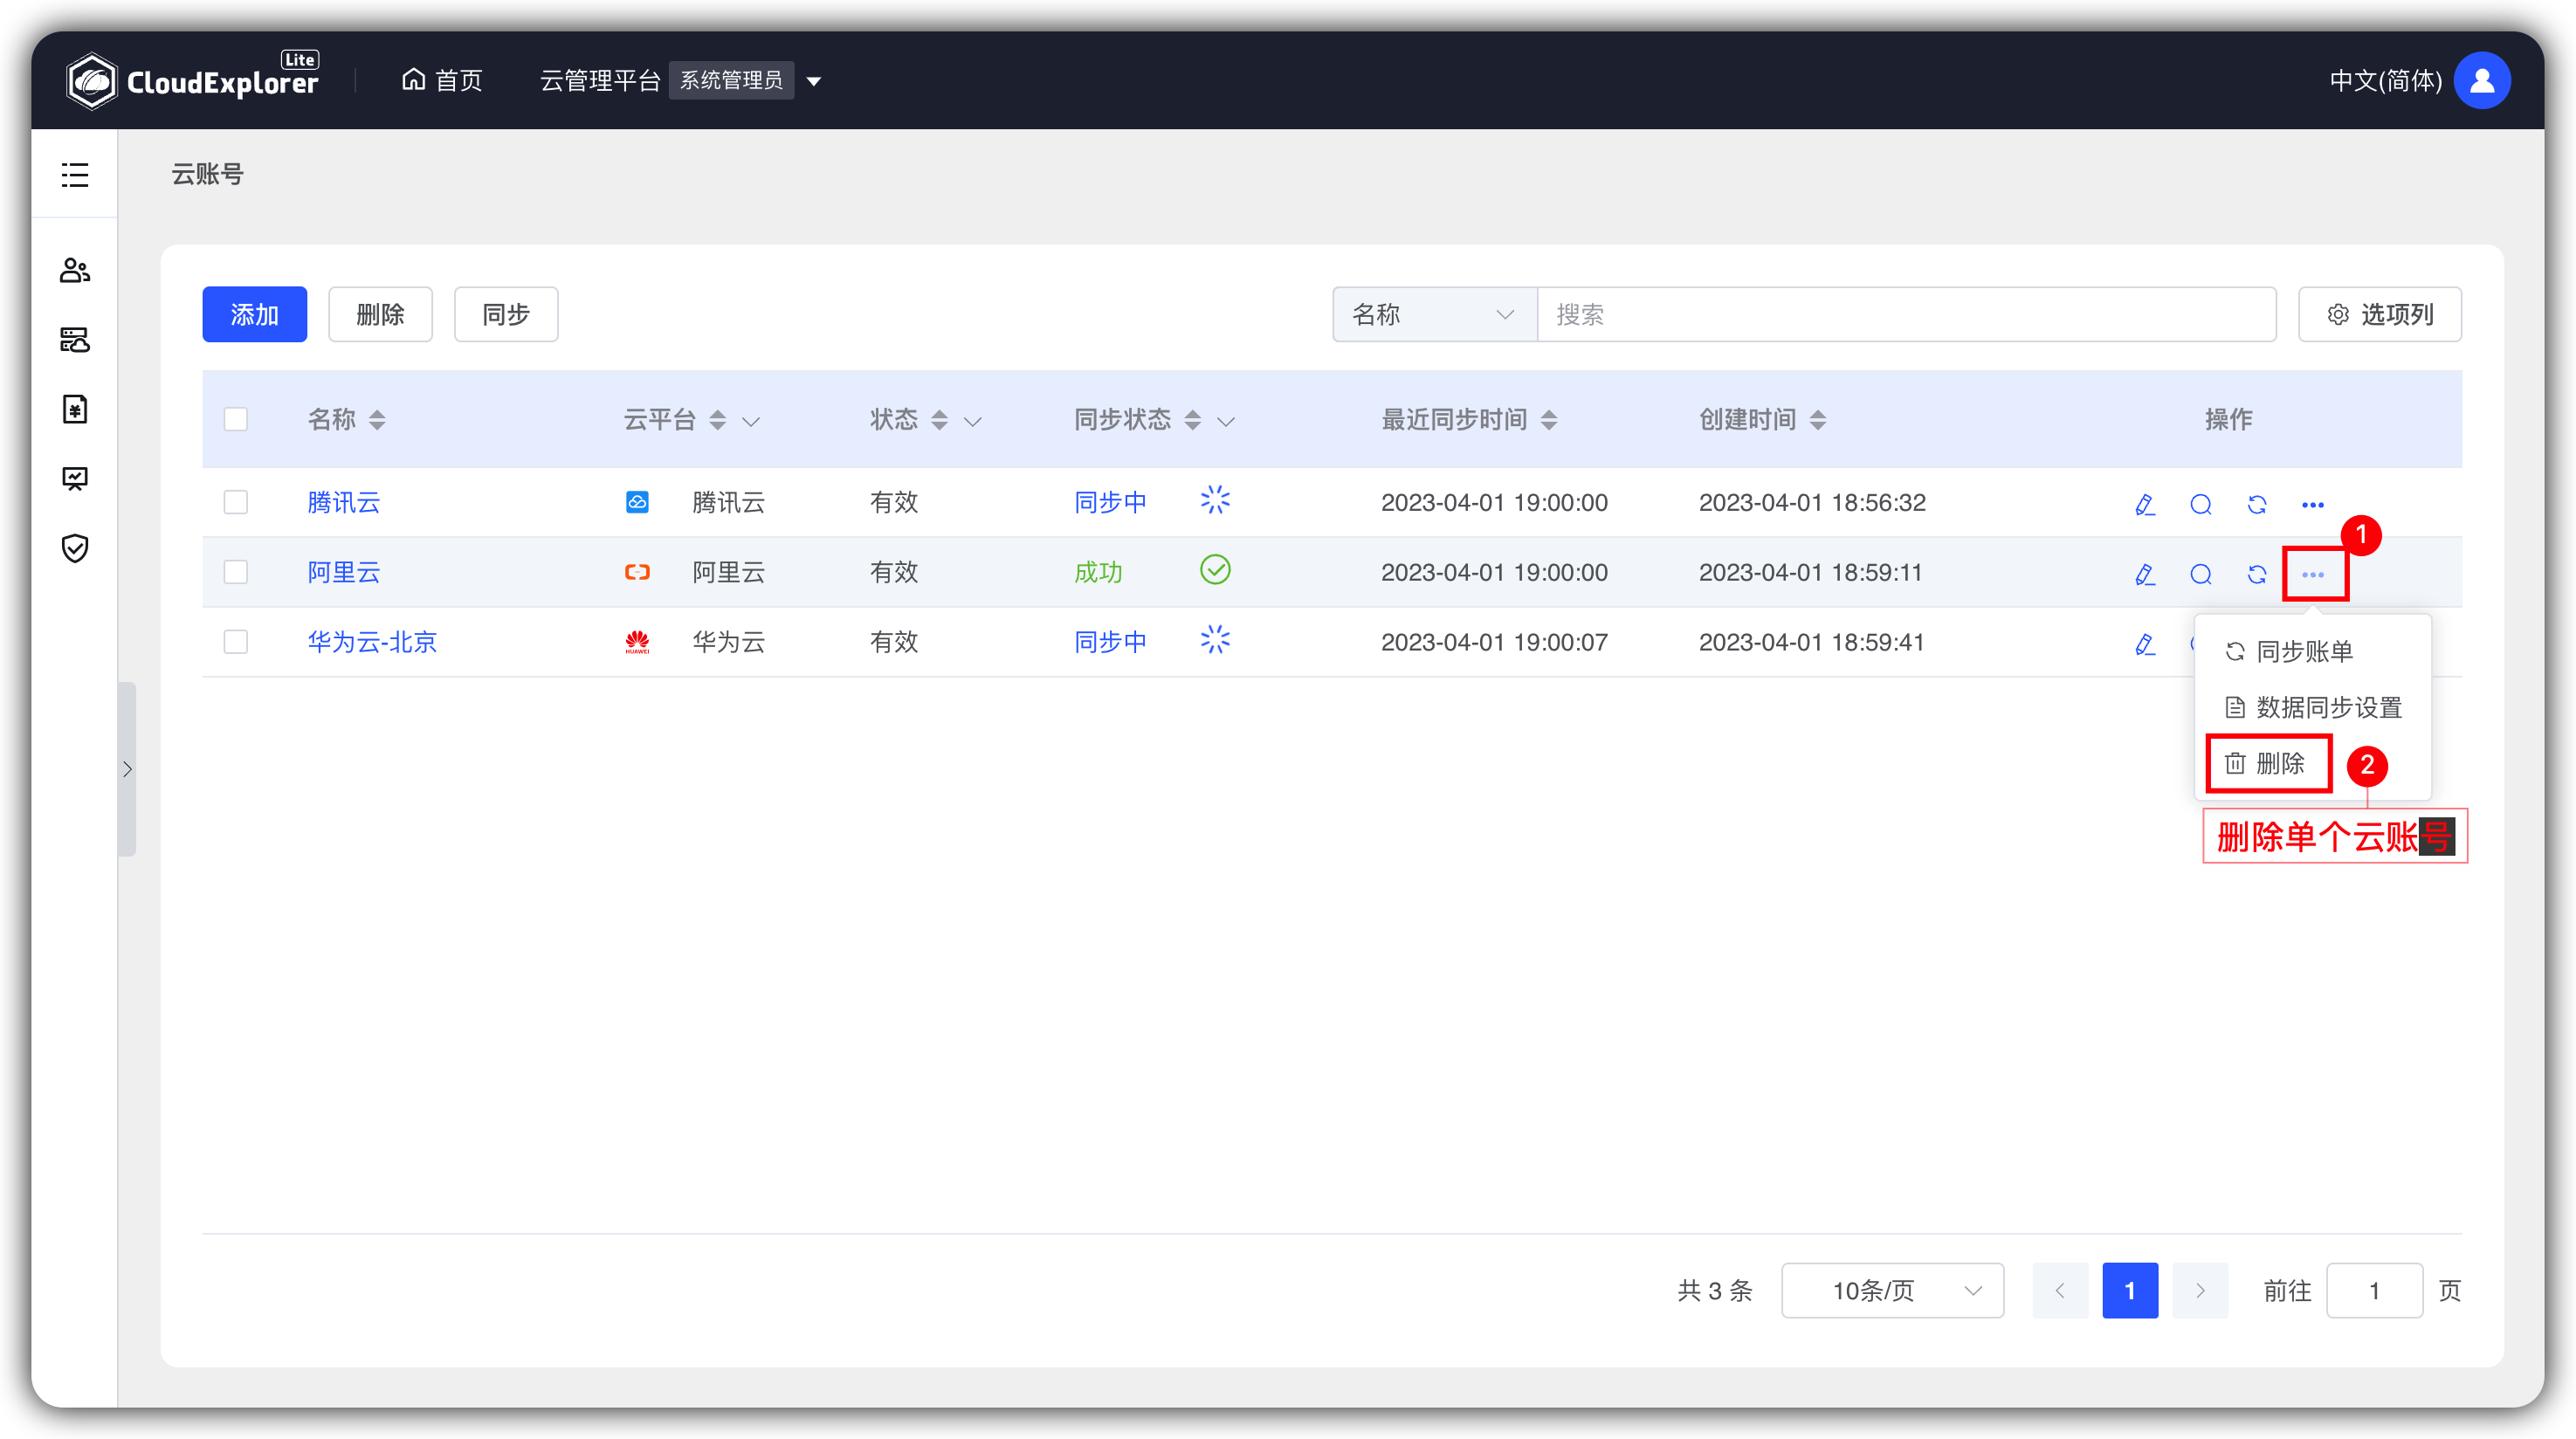 CloudExplorer Lite 首页 云管理平台 系统管理员 中文(简体)
云账号
添加 删除 同步 名称 搜索 选项列
名称 云平台 状态 同步状态 最近同步时间 创建时间 操作
腾讯云 腾讯云 有效 同步中 2023-04-01 19:00:00 2023-04-01 18:56:32
1
阿里云 阿里云 有效 成功 2023-04-01 19:00:00 2023-04-01 18:59:11
华为云-北京 HUAWEI 华为云 有效 同步中 2023-04-01 19:00:07 2023-04-01 18:59:41
同步账单
数据同步设置
删除 2
删除单个云账号
共 3 条 10条/页 1 前往 1 页